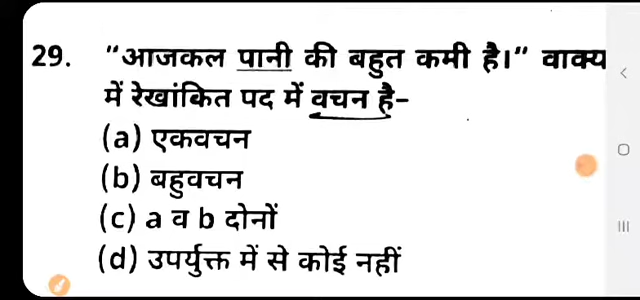 29. "आजकल पानी की बहुत कमी है।" वाक्य
में रेखांकित पद में वचन है-
(a) एकवचन
(b) बहुवचन
(c) a व b दोनों
(d) उपर्युक्त में से कोई नहीं